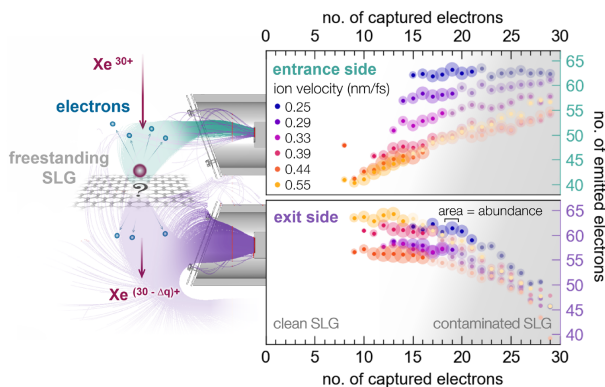 no. of captured electrons
0 5 10 15 20 25 30
Xe 30+
electrons
freestanding
SLG
?
Xe (30 - Δq)+
entrance side
ion velocity (nm/fs)
0.25
0.29
0.33
0.39
0.44
0.55
65
60
55
50
45
40
exit side
area = abundance
clean SLG
contaminated SLG
65
60
55
50
45
40
no. of emitted electrons
0 5 10 15 20 25 30
no. of captured electrons